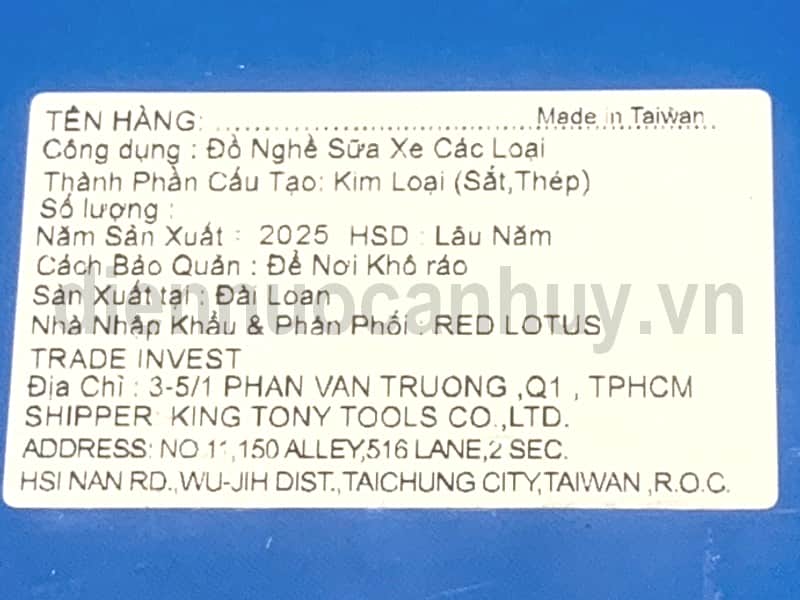 TÊN HÀNG: ........................................ Made in Taiwan
Công dụng : Đồ Nghề Sữa Xe Các Loại
Thành Phần Cấu Tạo: Kim Loại (Sắt,Thép)
Số lượng :
Năm Sản Xuất : 2025 HSD : Lâu Năm
Cách Bảo Quản : Để Nơi Khô ráo
Sản Xuất tại : Đài Loan
Nhà Nhập Khẩu & Phân Phối : RED LOTUS
TRADE INVEST
Địa Chỉ : 3-5/1 PHAN VAN TRUONG ,Q1 , TPHCM
SHIPPER: KING TONY TOOLS CO.,LTD.
ADDRESS: NO 11,150 ALLEY,516 LANE,2 SEC.
HSI NAN RD.,WU-JIH DIST.,TAICHUNG CITY,TAIWAN ,R.O.C.
diennuocanhuy.vn